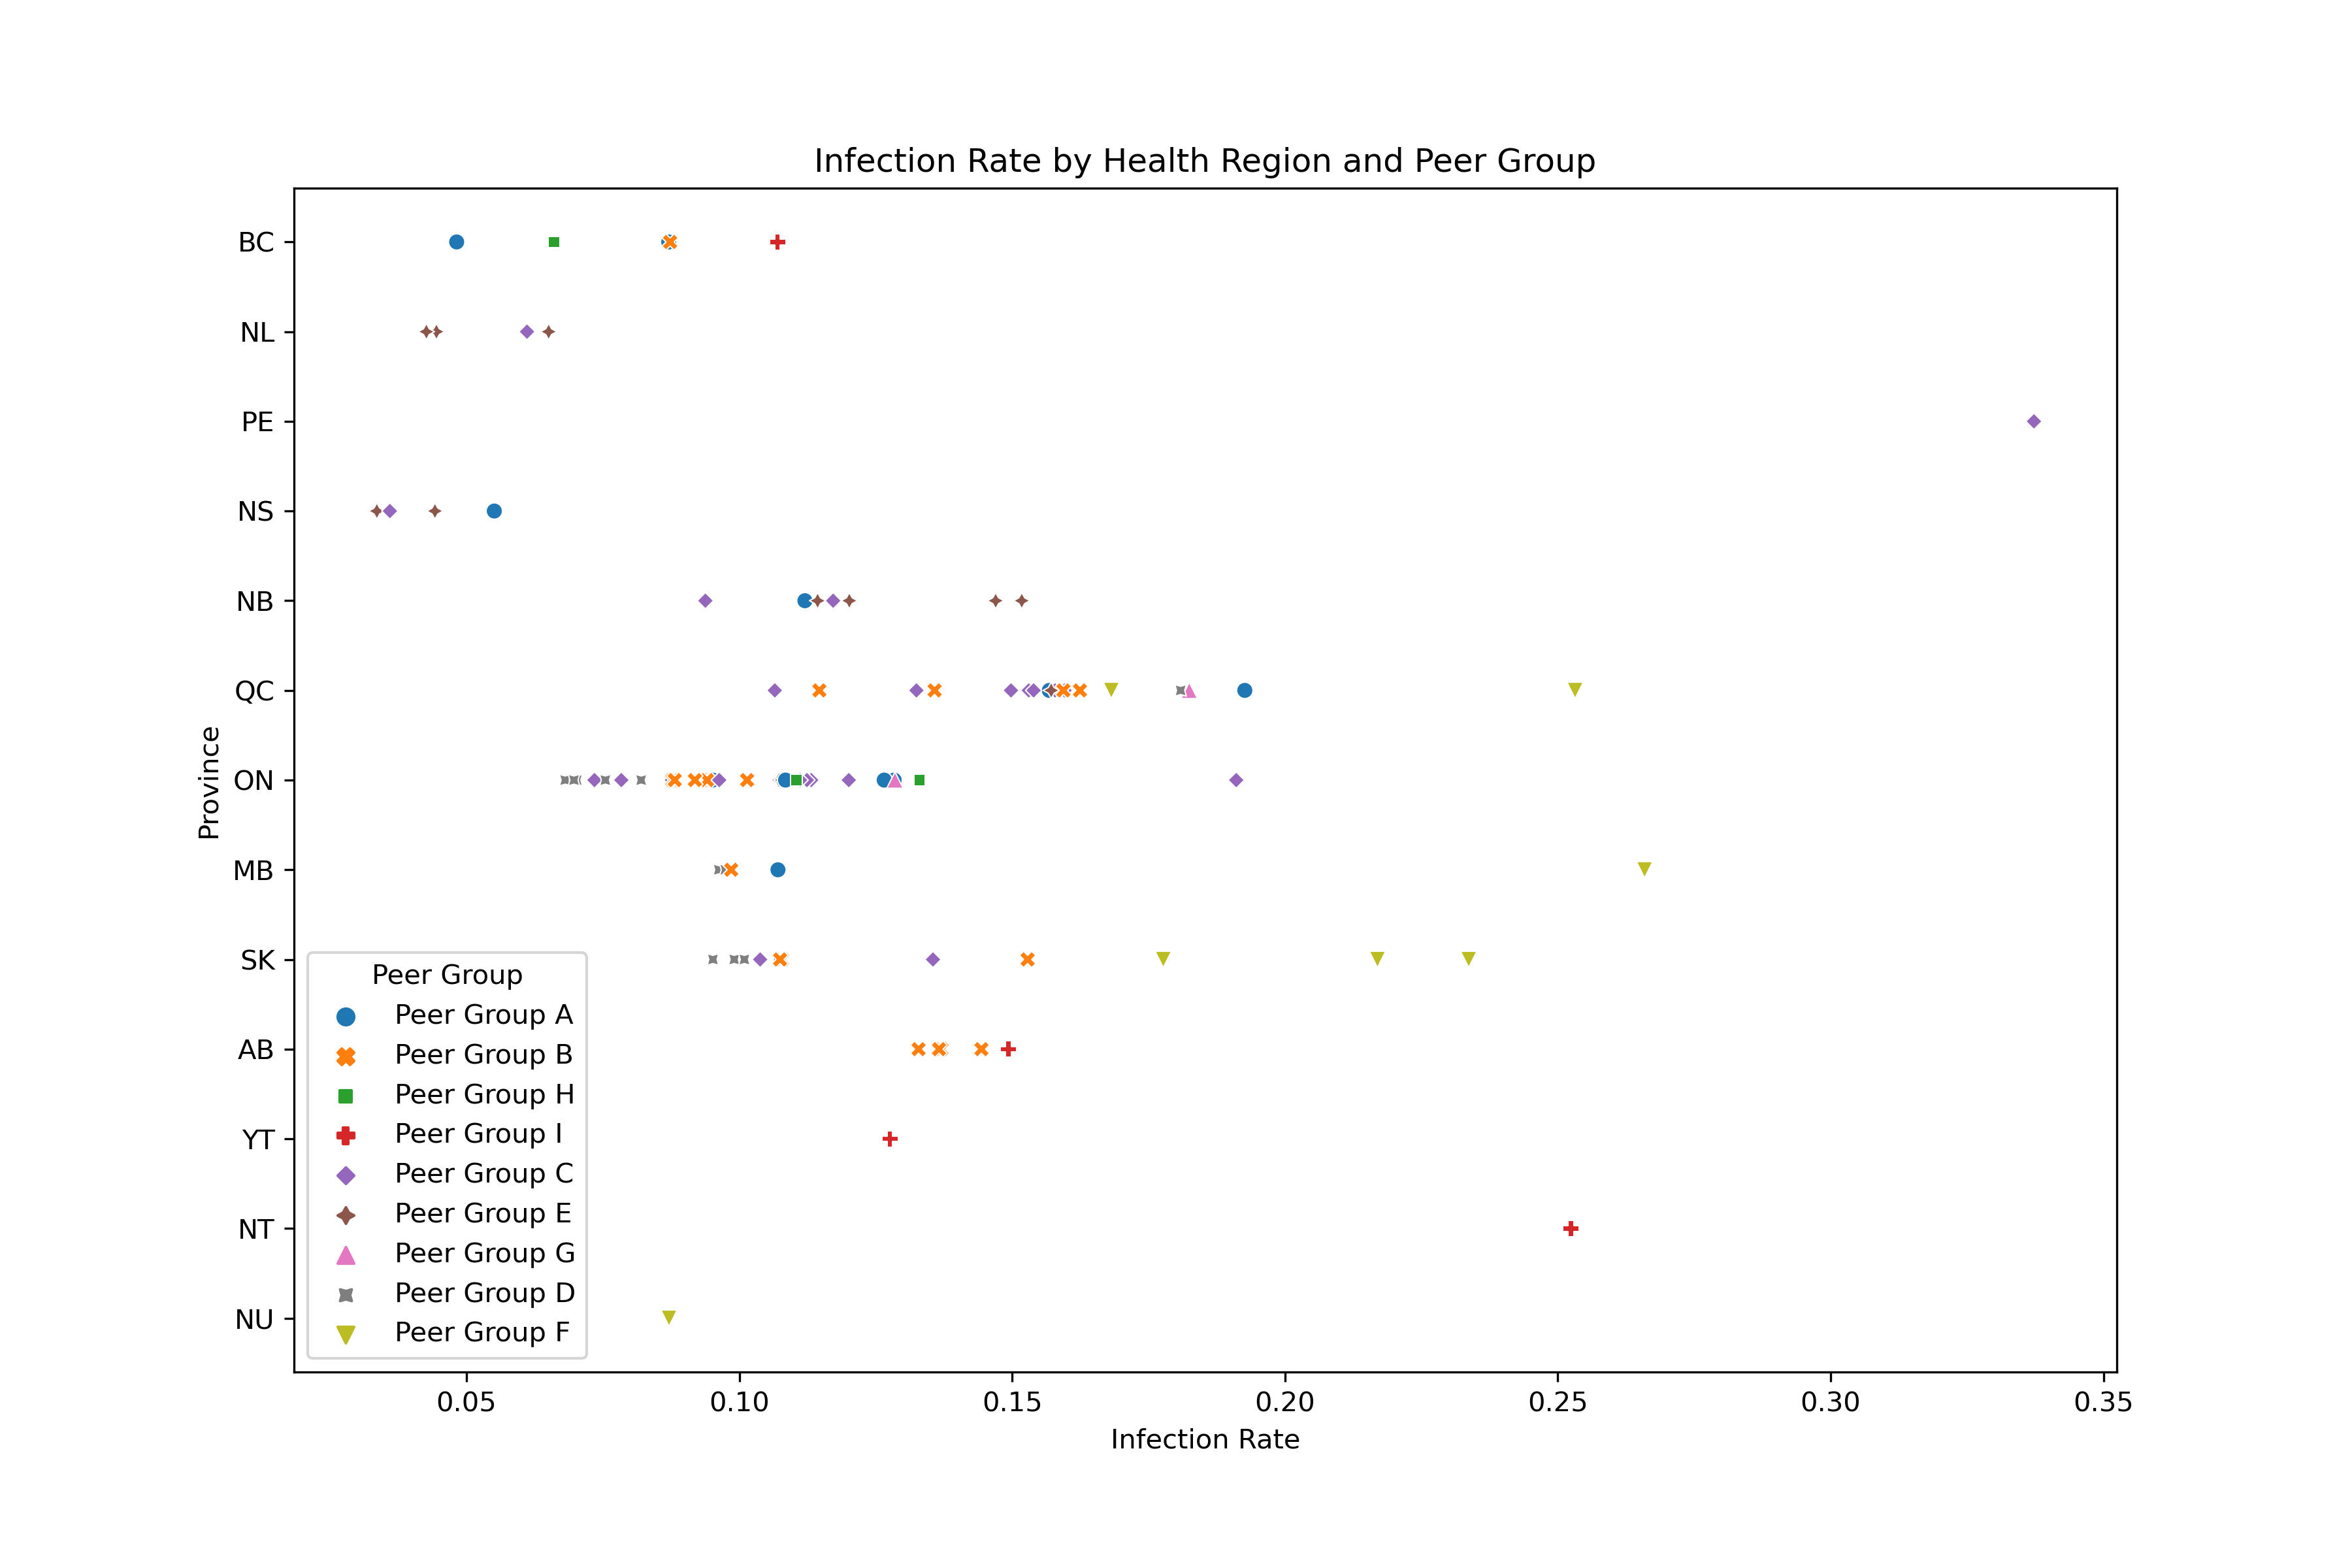 Infection Rate by Health Region and Peer Group
Province
BC
NL
PE
NS
NB
QC
ON
MB
SK
AB
YT
NT
NU
Peer Group
Peer Group A
Peer Group B
Peer Group H
Peer Group I
Peer Group C
Peer Group E
Peer Group G
Peer Group D
Peer Group F
0.05 0.10 0.15 0.20 0.25 0.30 0.35
Infection Rate